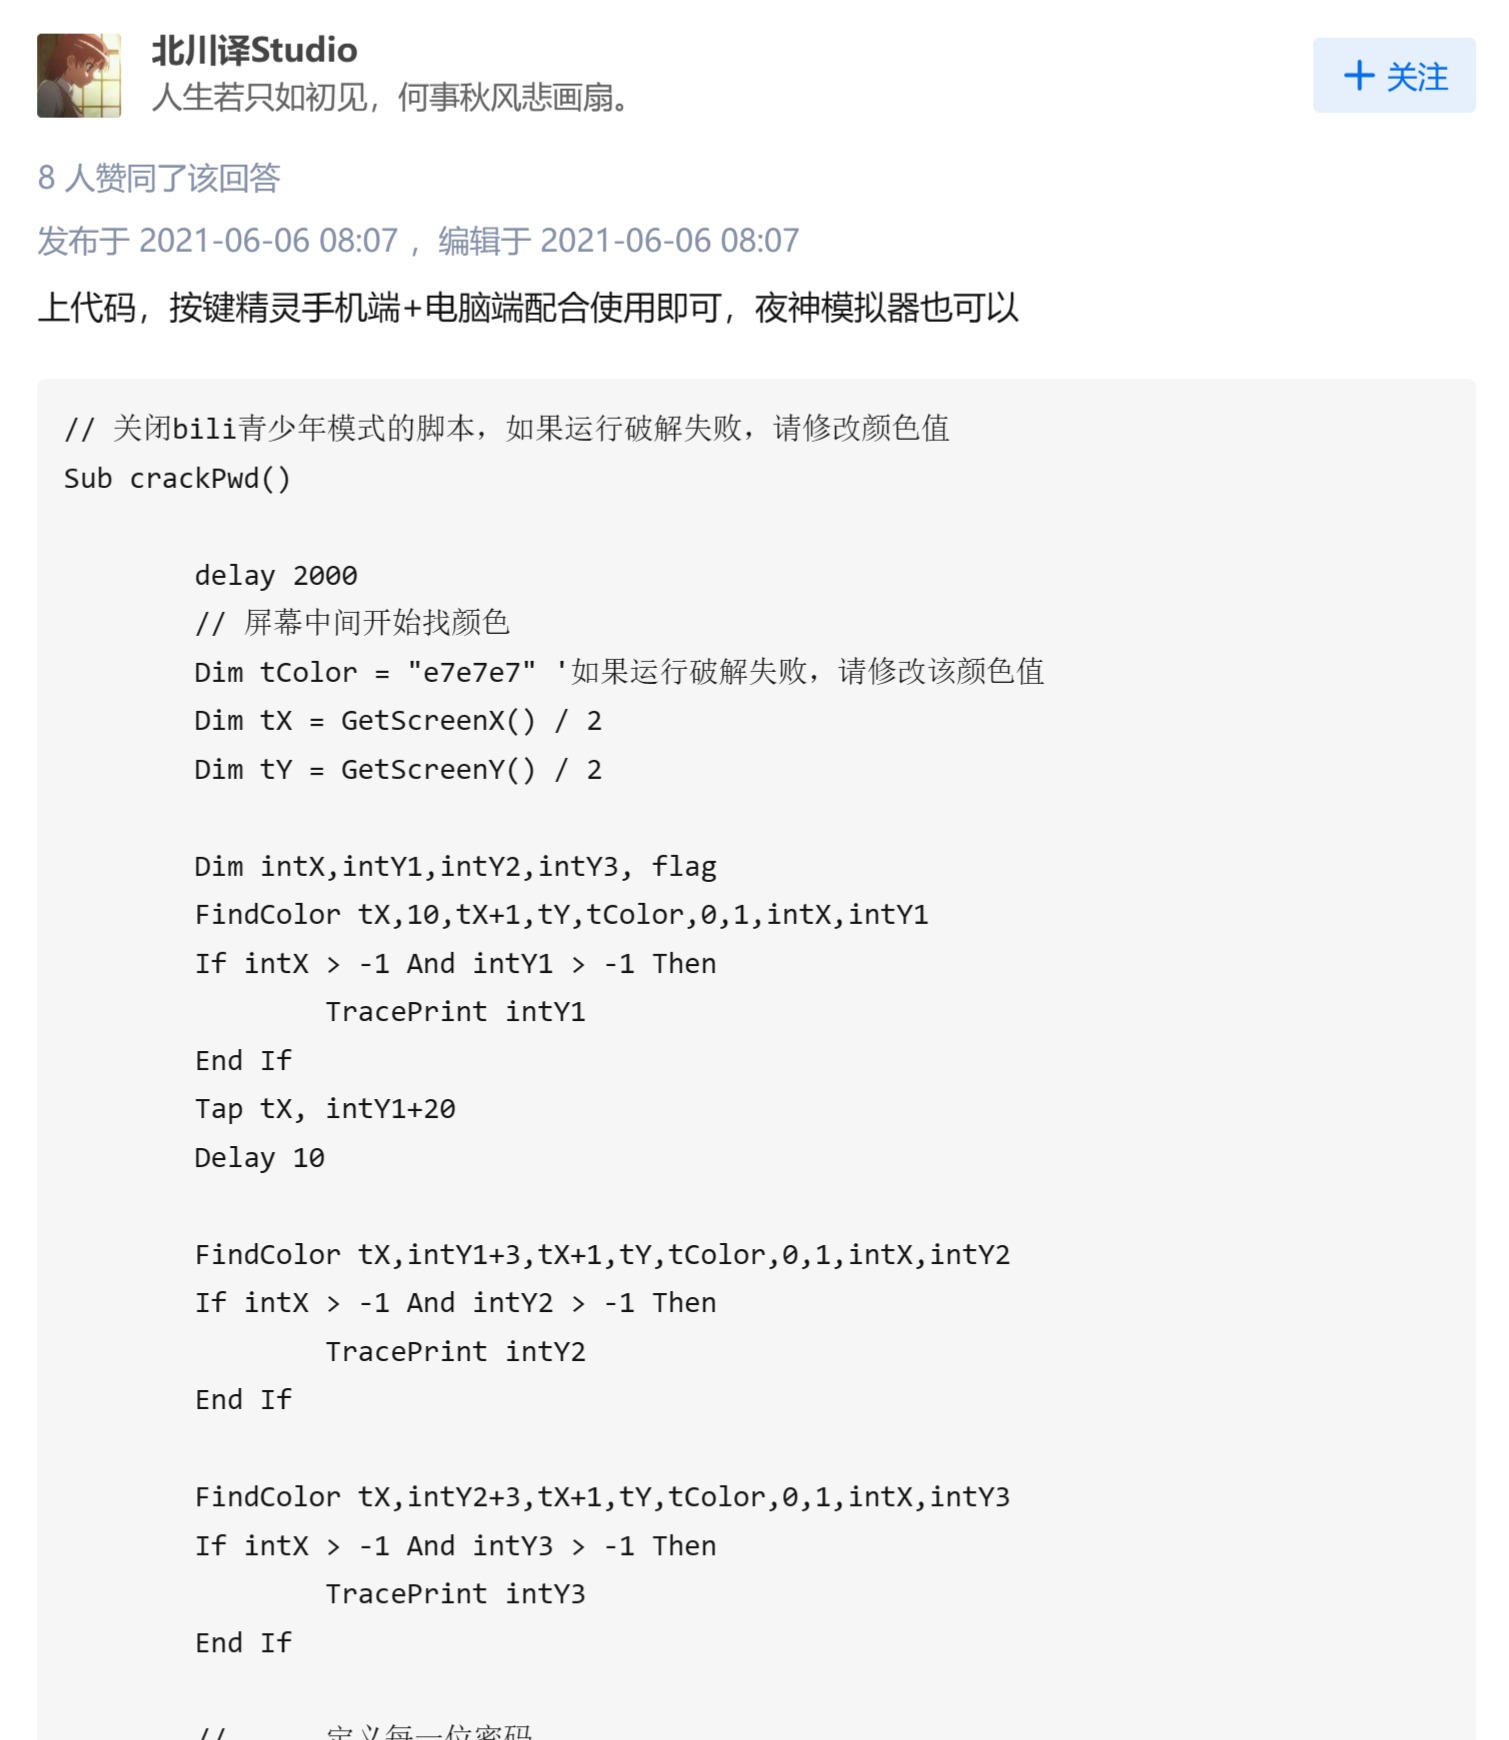 北川译Studio
人生若只如初见，何事秋风悲画扇。
+ 关注
8 人赞同了该回答
发布于 2021-06-06 08:07 ，编辑于 2021-06-06 08:07
上代码，按键精灵手机端+电脑端配合使用即可，夜神模拟器也可以
// 关闭bili青少年模式的脚本，如果运行破解失败，请修改颜色值
Sub crackPwd()
delay 2000
// 屏幕中间开始找颜色
Dim tColor = "e7e7e7" '如果运行破解失败，请修改该颜色值
Dim tX = GetScreenX() / 2
Dim tY = GetScreenY() / 2
Dim intX,intY1,intY2,intY3, flag
FindColor tX,10,tX+1,tY,tColor,0,1,intX,intY1
If intX > -1 And intY1 > -1 Then
TracePrint intY1
End If
Tap tX, intY1+20
Delay 10
FindColor tX,intY1+3,tX+1,tY,tColor,0,1,intX,intY2
If intX > -1 And intY2 > -1 Then
TracePrint intY2
End If
FindColor tX,intY2+3,tX+1,tY,tColor,0,1,intX,intY3
If intX > -1 And intY3 > -1 Then
TracePrint intY3
End If
// 定义每一位密码